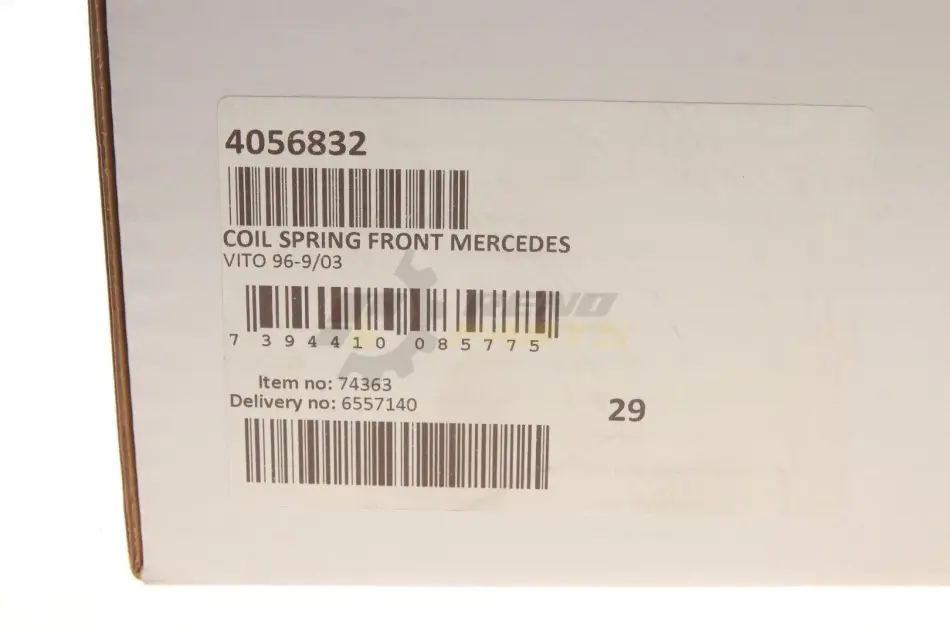 4056832
COIL SPRING FRONT MERCEDES
VITO 96-9/03
7 394410 085775
Item no: 74363
Delivery no: 6557140
29